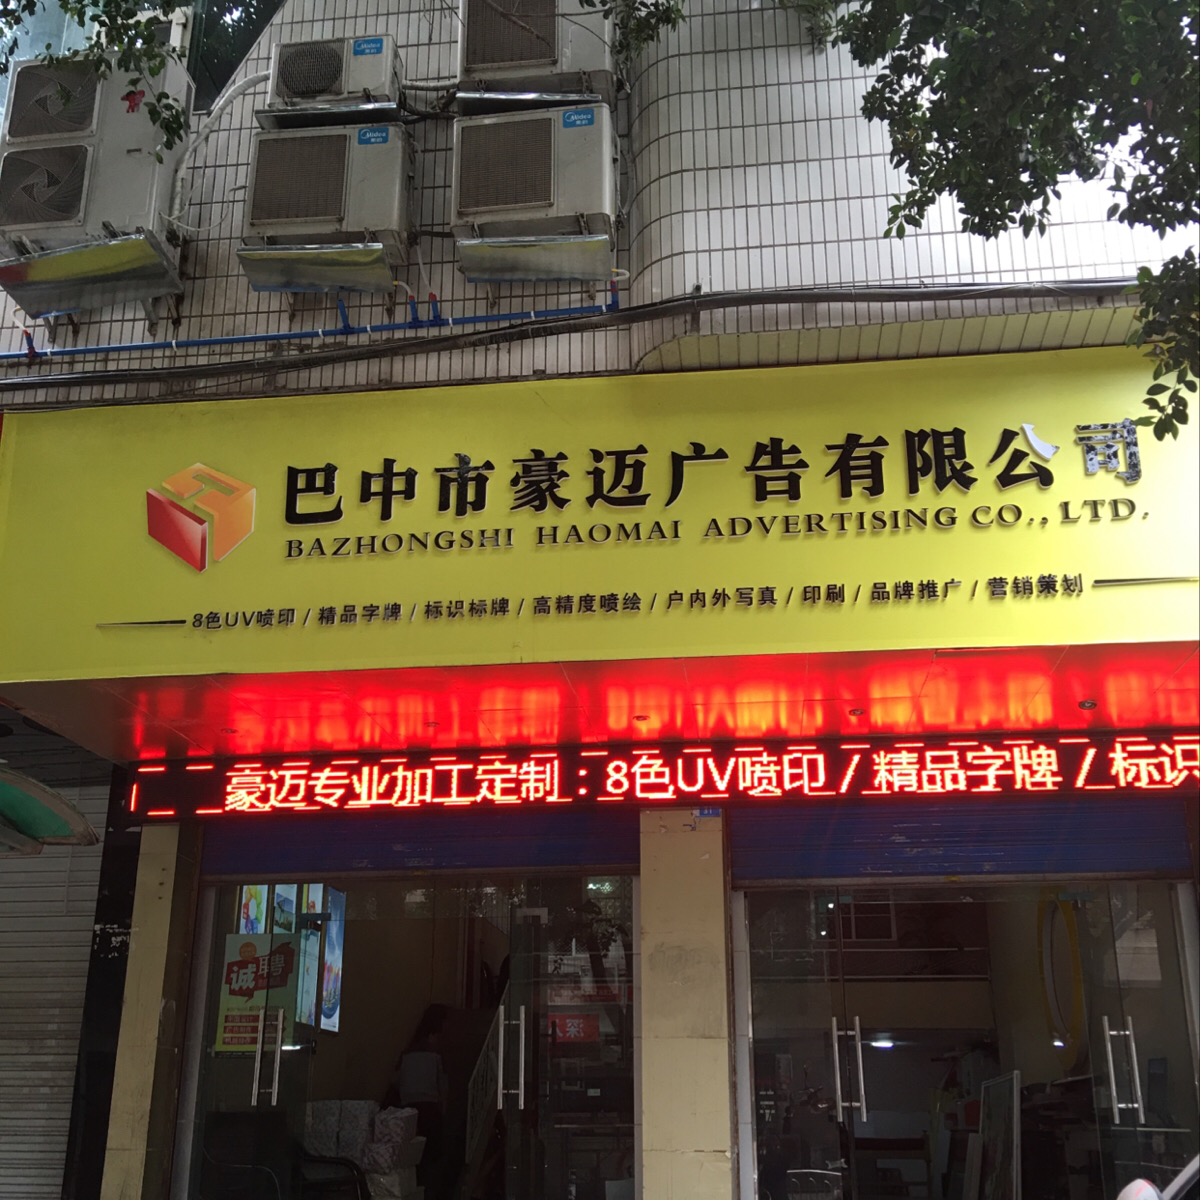 Midea
Midea
Midea
巴中市豪迈广告有限公司
BAZHONGSHI HAOMAI ADVERTISING CO., LTD.
8色UV喷印 / 精品字牌 / 标识标牌 / 高精度喷绘 / 户内外写真 / 印刷 / 品牌推广 / 营销策划
豪迈专业加工定制：8色UV喷印 / 精品字牌 / 标识
诚聘